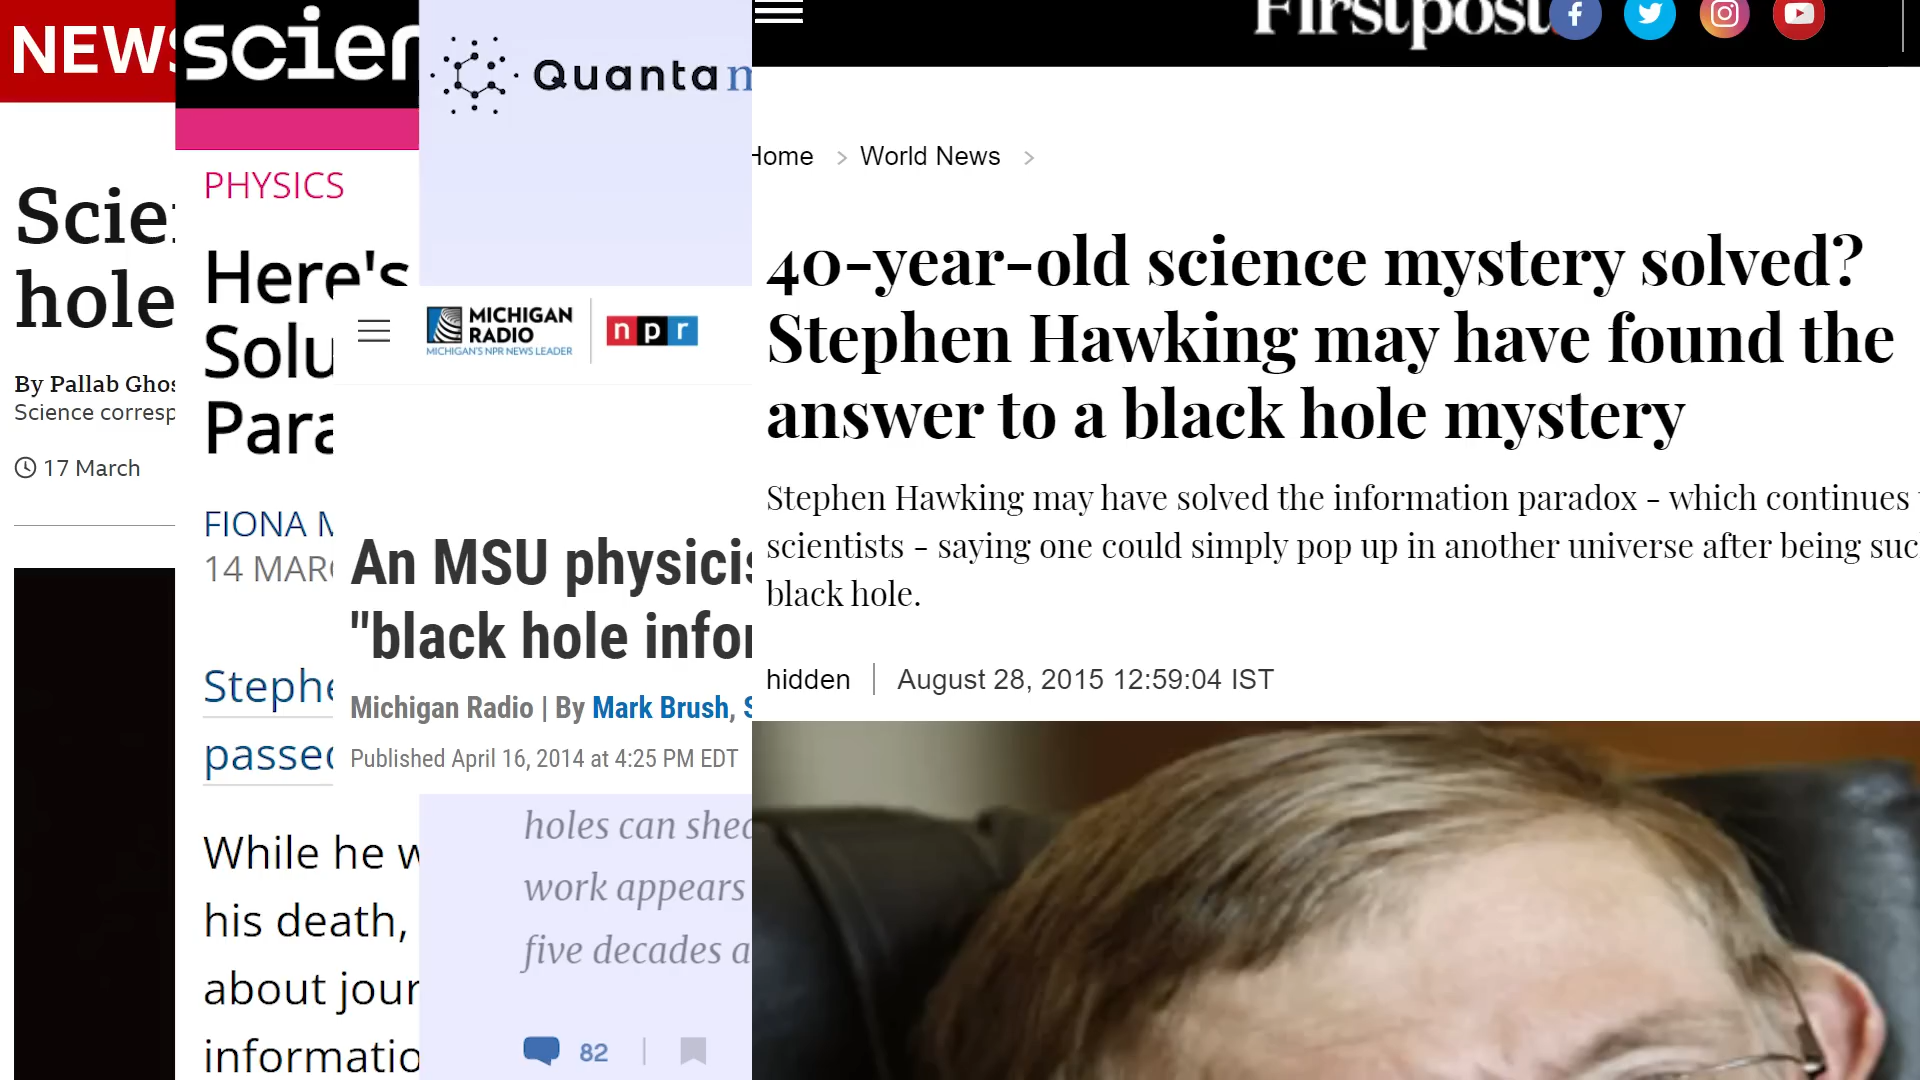 NEWS
Scie
hole
By Pallab Ghos
Science corresp
17 March
scien
PHYSICS
Here's
Solu
Para
FIONA M
14 MAR
Stephe
passed
While he w
his death,
about jour
informatio
Quanta m
MICHIGAN
RADIO
MICHIGAN'S NPR NEWS LEADER
npr
An MSU physicis
"black hole infor
Michigan Radio | By Mark Brush, S
Published April 16, 2014 at 4:25 PM EDT
holes can shed
work appears
five decades a
82
Firstpost.
Home > World News >
40-year-old science mystery solved?
Stephen Hawking may have found the
answer to a black hole mystery
Stephen Hawking may have solved the information paradox - which continues
scientists - saying one could simply pop up in another universe after being suc
black hole.
hidden | August 28, 2015 12:59:04 IST